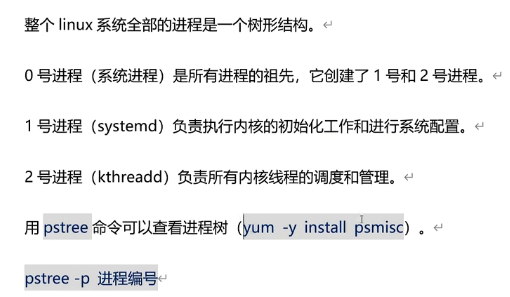 整个 linux 系统全部的进程是一个树形结构。
0 号进程（系统进程）是所有进程的祖先，它创建了 1 号和 2 号进程。
1 号进程（systemd）负责执行内核的初始化工作和进行系统配置。
2 号进程（kthreadd）负责所有内核线程的调度和管理。
用 pstree 命令可以查看进程树（yum -y install psmisc）。
pstree -p 进程编号